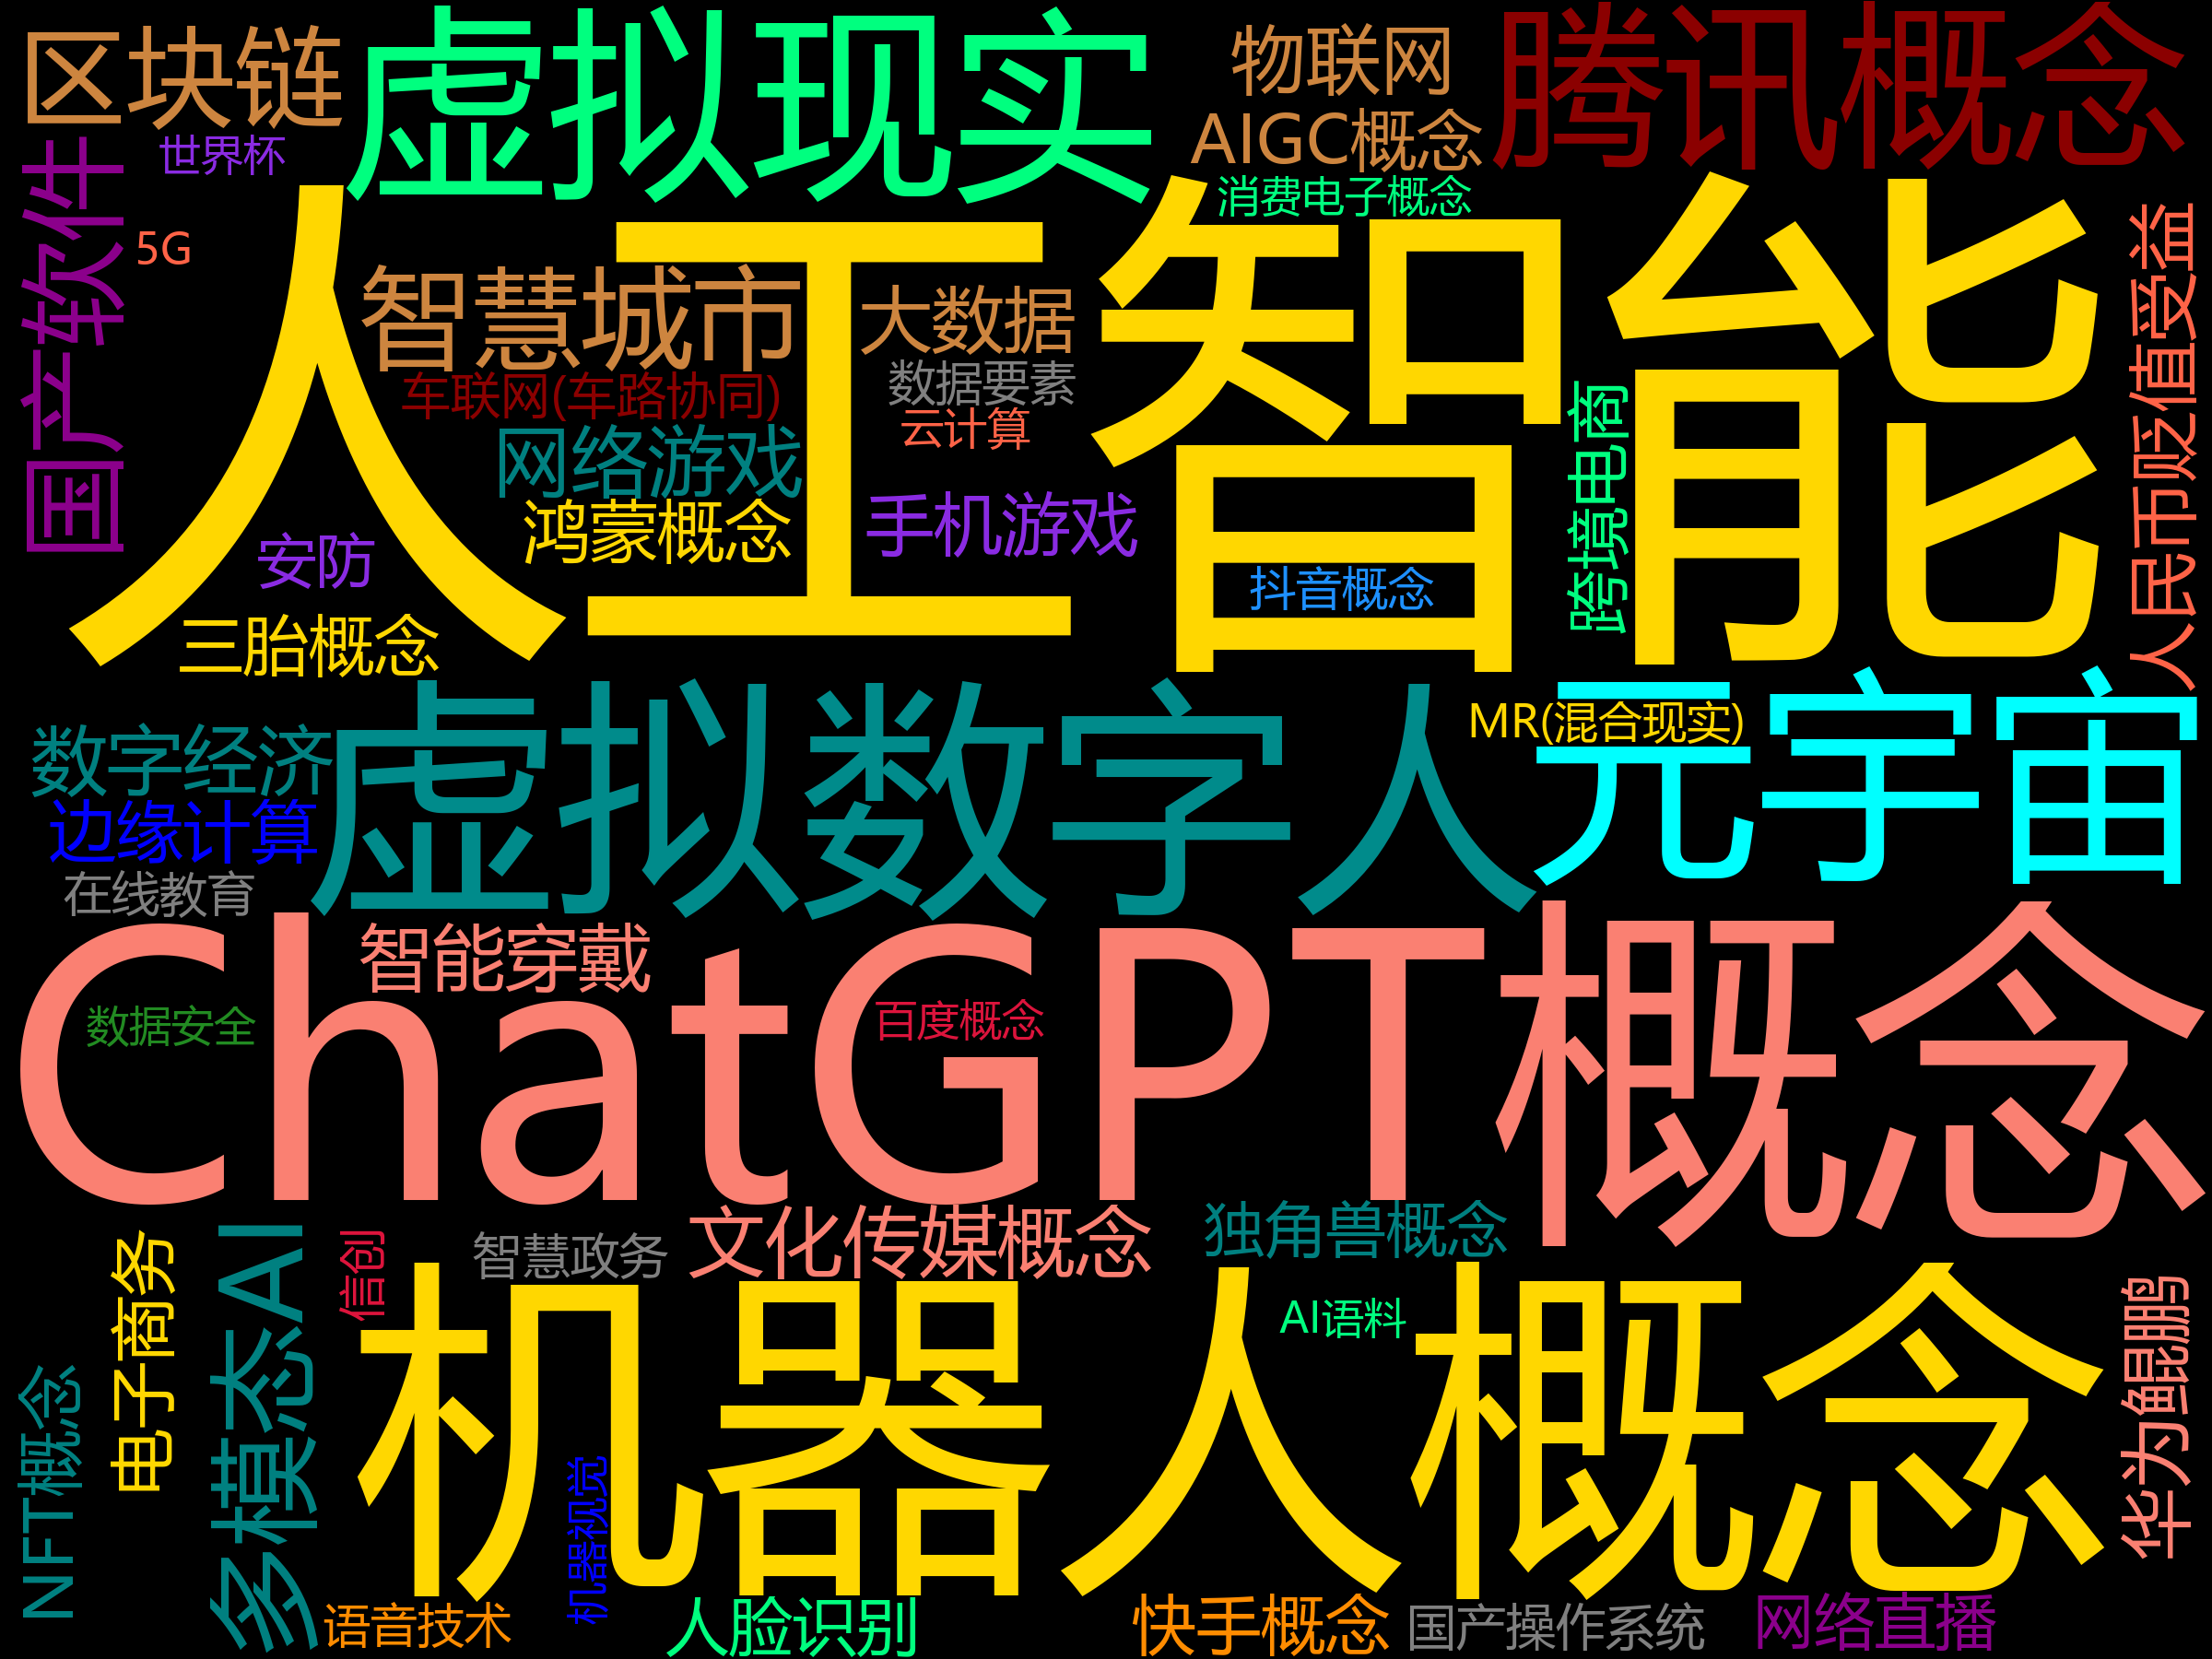 区块链
虚拟现实
物联网
腾讯概念
AIGC概念
世界杯
消费电子概念
国产软件
5G
人工智能
智慧城市
大数据
人民币贬值受益
车联网(车路协同)
数据要素
云计算
跨境电商
网络游戏
鸿蒙概念
手机游戏
安防
抖音概念
三胎概念
虚拟数字人
元宇宙
MR(混合现实)
数字经济
边缘计算
在线教育
ChatGPT概念
智能穿戴
数据安全
百度概念
文化传媒概念
独角兽概念
智慧政务
信创
电子商务
多模态AI
机器人概念
AI语料
华为鲲鹏
NFT概念
机器视觉
语音技术
人脸识别
快手概念
国产操作系统
网络直播